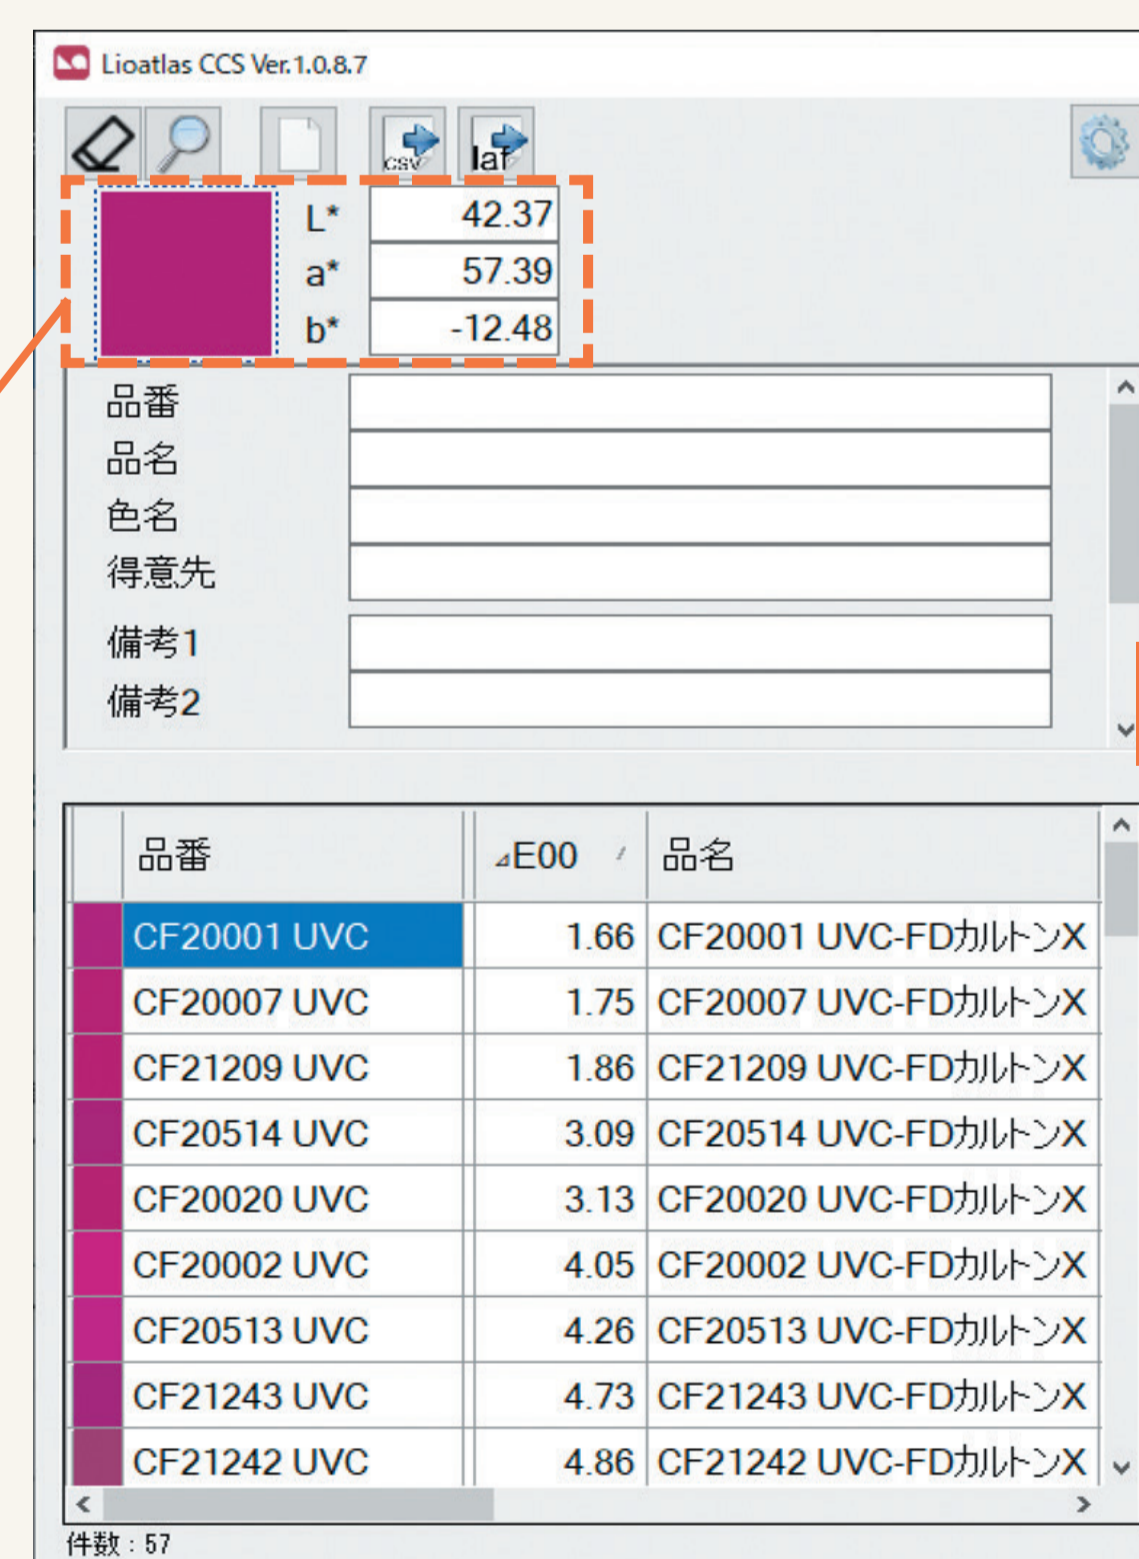 Lioatlas CCS Ver.1.0.8.7
csv laf
L* 42.37
a* 57.39
b* -12.48
品番
品名
色名
得意先
備考1
備考2
品番 ⊿E00 品名
CF20001 UVC 1.66 CF20001 UVC-FDカルトンX
CF20007 UVC 1.75 CF20007 UVC-FDカルトンX
CF21209 UVC 1.86 CF21209 UVC-FDカルトンX
CF20514 UVC 3.09 CF20514 UVC-FDカルトンX
CF20020 UVC 3.13 CF20020 UVC-FDカルトンX
CF20002 UVC 4.05 CF20002 UVC-FDカルトンX
CF20513 UVC 4.26 CF20513 UVC-FDカルトンX
CF21243 UVC 4.73 CF21243 UVC-FDカルトンX
CF21242 UVC 4.86 CF21242 UVC-FDカルトンX
件数 : 57